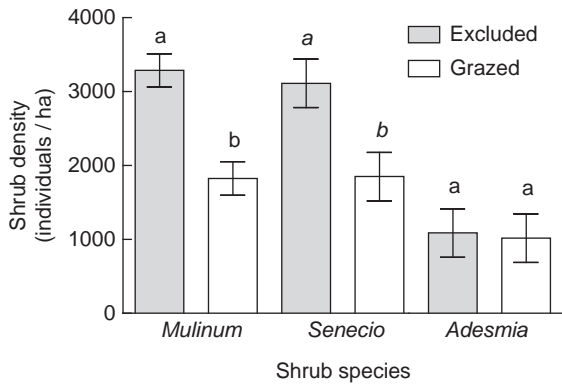 4000
3000
2000
1000
0
Shrub density
(individuals / ha)
a
b
a
b
a
a
Excluded
Grazed
Mulinum
Senecio
Adesmia
Shrub species